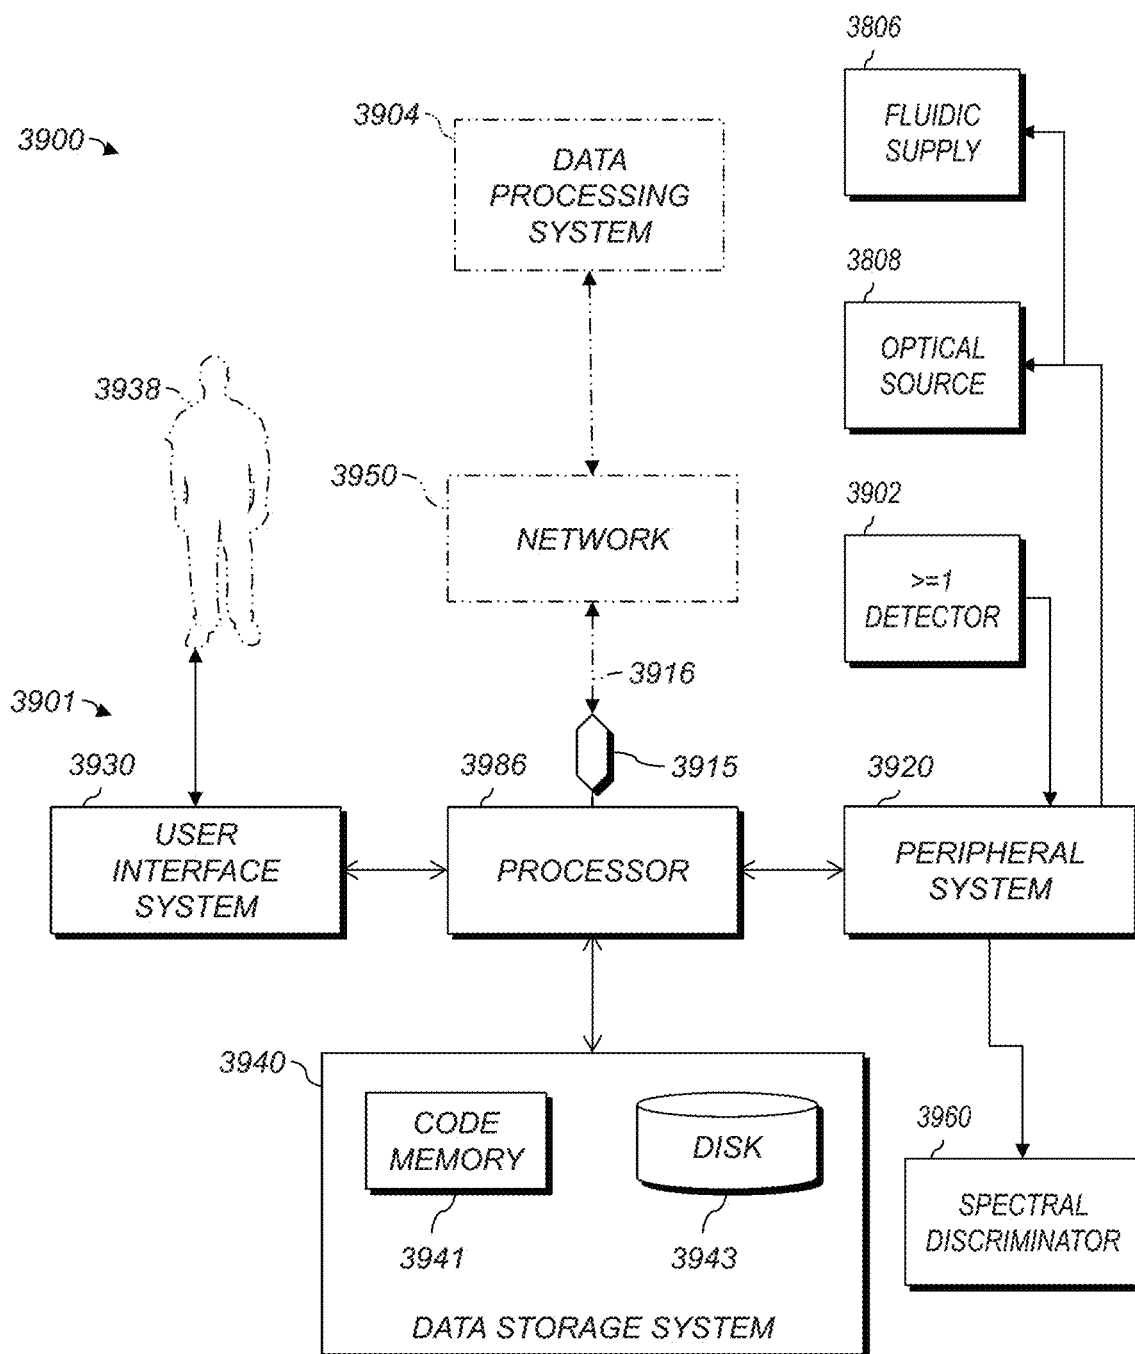 3806
FLUIDIC
SUPPLY
3900
3904
DATA
PROCESSING
SYSTEM
3808
OPTICAL
SOURCE
3938
3950
NETWORK
3902
>=1
DETECTOR
3916
3901
3915
3930
USER
INTERFACE
SYSTEM
3986
PROCESSOR
3920
PERIPHERAL
SYSTEM
3940
CODE
MEMORY
3941
DISK
3943
DATA STORAGE SYSTEM
3960
SPECTRAL
DISCRIMINATOR